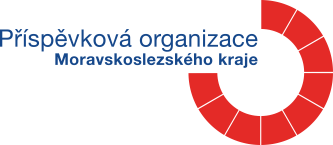 Příspěvková organizace
Moravskoslezského kraje